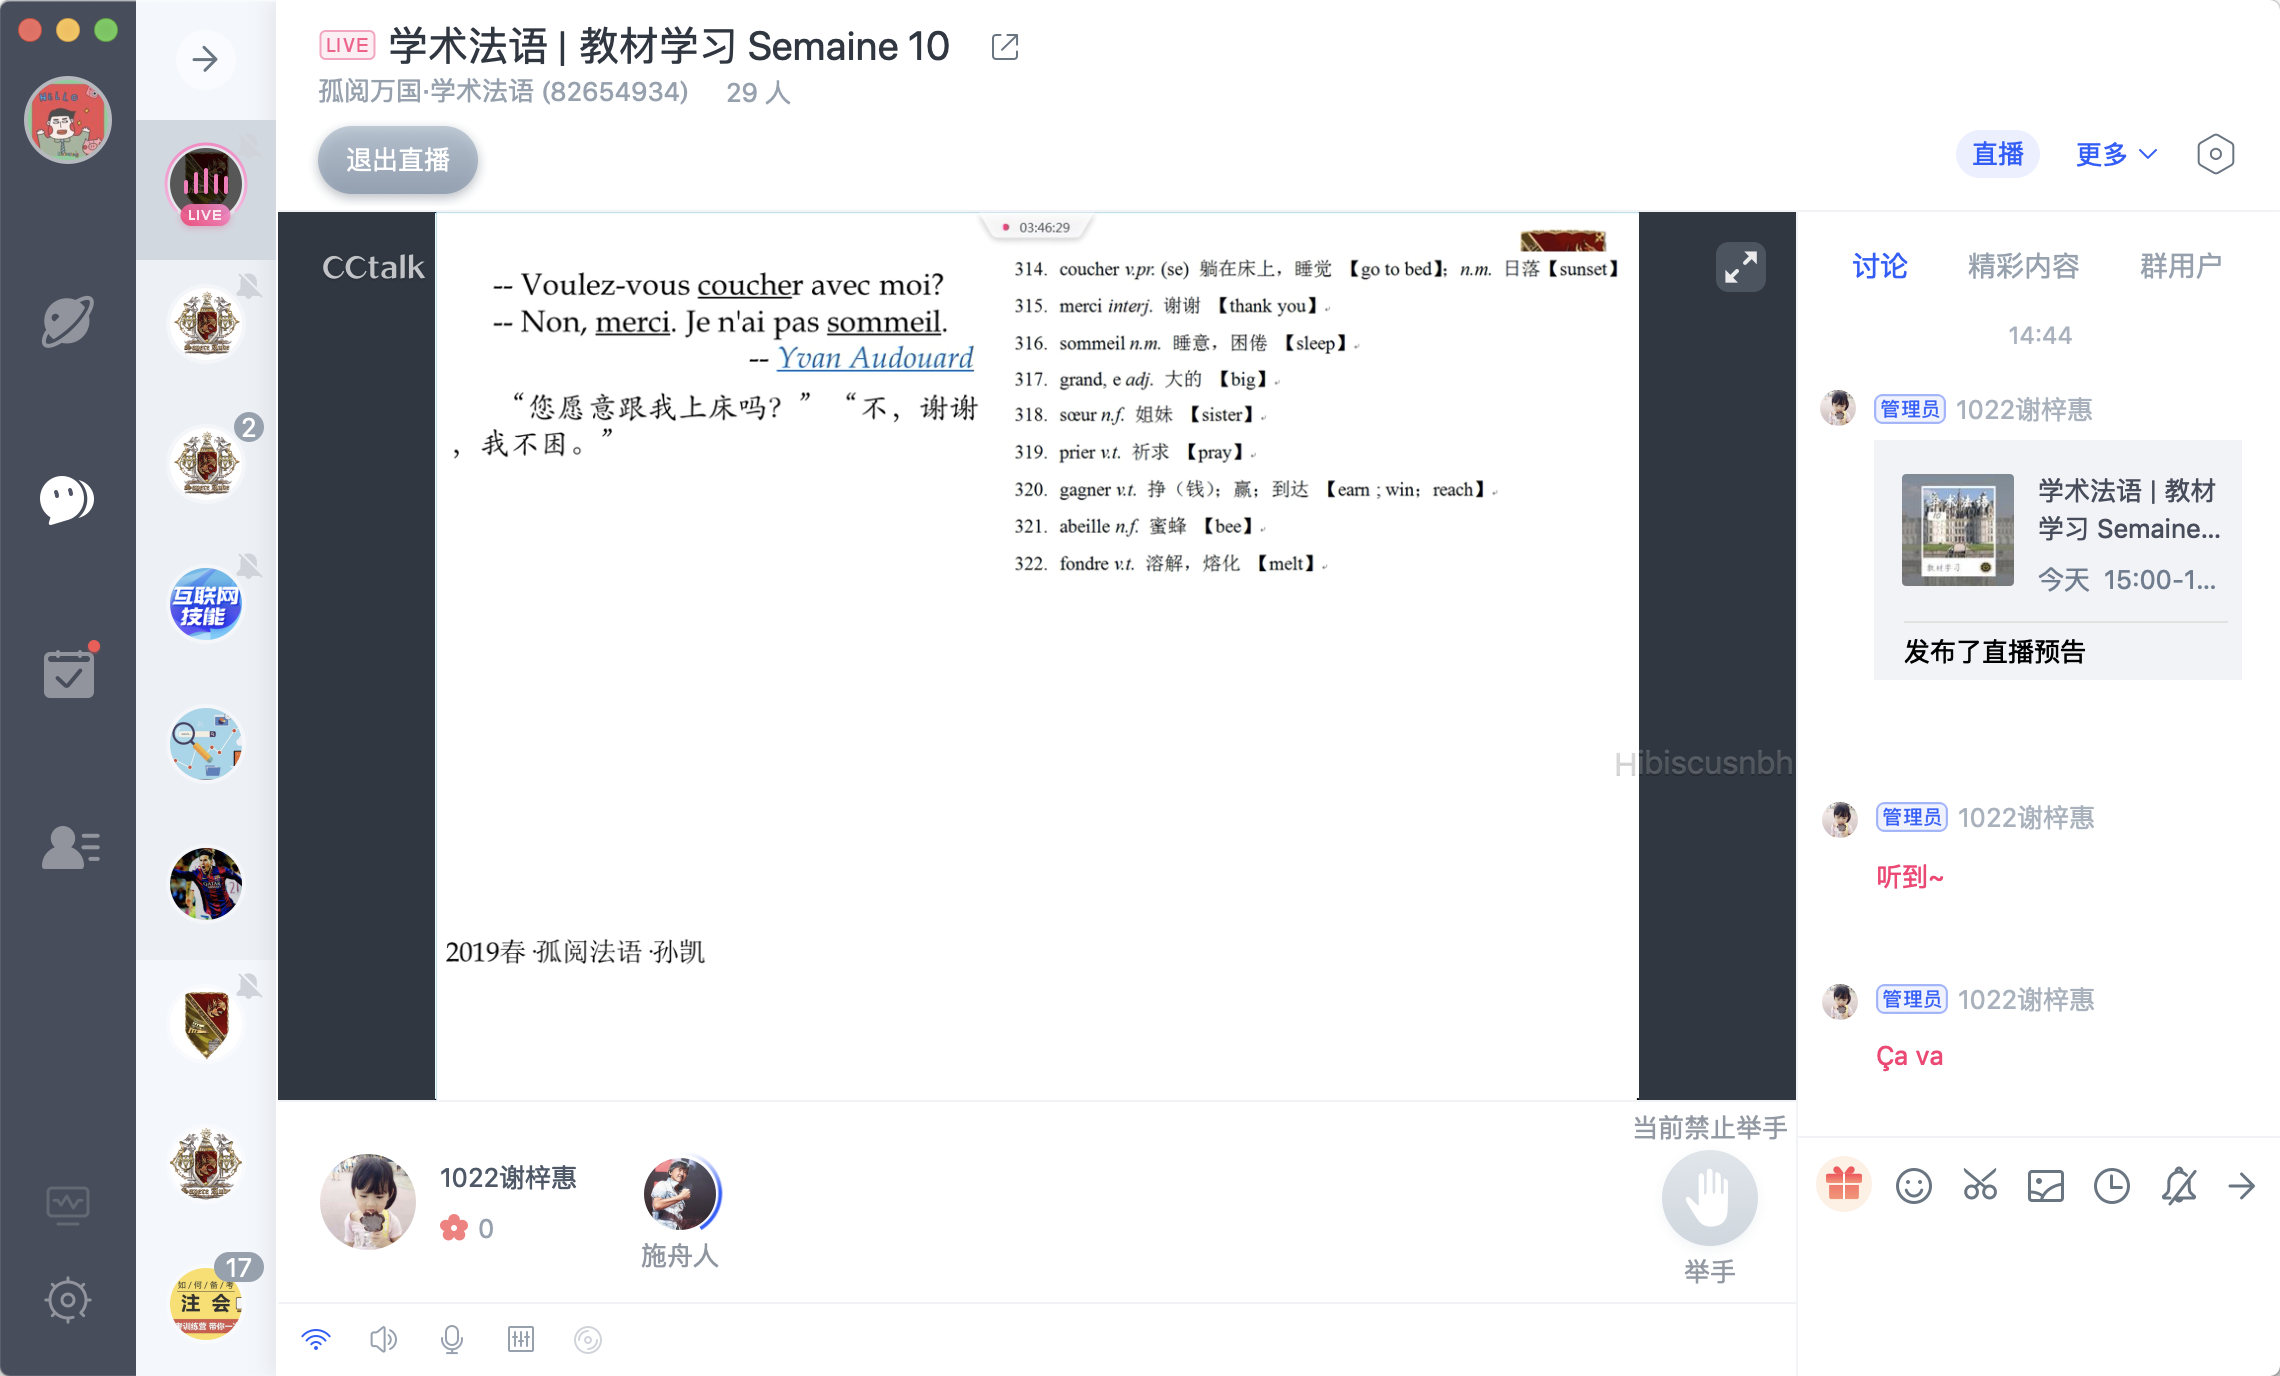 LIVE 学术法语 | 教材学习 Semaine 10
孤阅万国·学术法语 (82654934) 29 人
退出直播
直播 更多
LIVE
2
互联网
技能
17
如/何/备/考
注 会
CCtalk
03:46:29
-- Voulez-vous coucher avec moi?
-- Non, merci. Je n'ai pas sommeil.
-- Yvan Audouard
“您愿意跟我上床吗？”“不，谢谢
，我不困。”
314. coucher v.pr. (se) 躺在床上，睡觉 【go to bed】；n.m. 日落【sunset】
315. merci interj. 谢谢 【thank you】
316. sommeil n.m. 睡意，困倦 【sleep】
317. grand, e adj. 大的 【big】
318. sœur n.f. 姐妹 【sister】
319. prier v.t. 祈求 【pray】
320. gagner v.t. 挣（钱）；赢；到达 【earn ; win；reach】
321. abeille n.f. 蜜蜂 【bee】
322. fondre v.t. 溶解，熔化 【melt】
Hibiscusnbh
2019春 ·孤阅法语 ·孙凯
当前禁止举手
1022谢梓惠
0
施舟人
举手
讨论 精彩内容 群用户
14:44
管理员 1022谢梓惠
学术法语 | 教材
学习 Semaine...
今天 15:00-1...
教材学习
发布了直播预告
管理员 1022谢梓惠
听到~
管理员 1022谢梓惠
Ça va